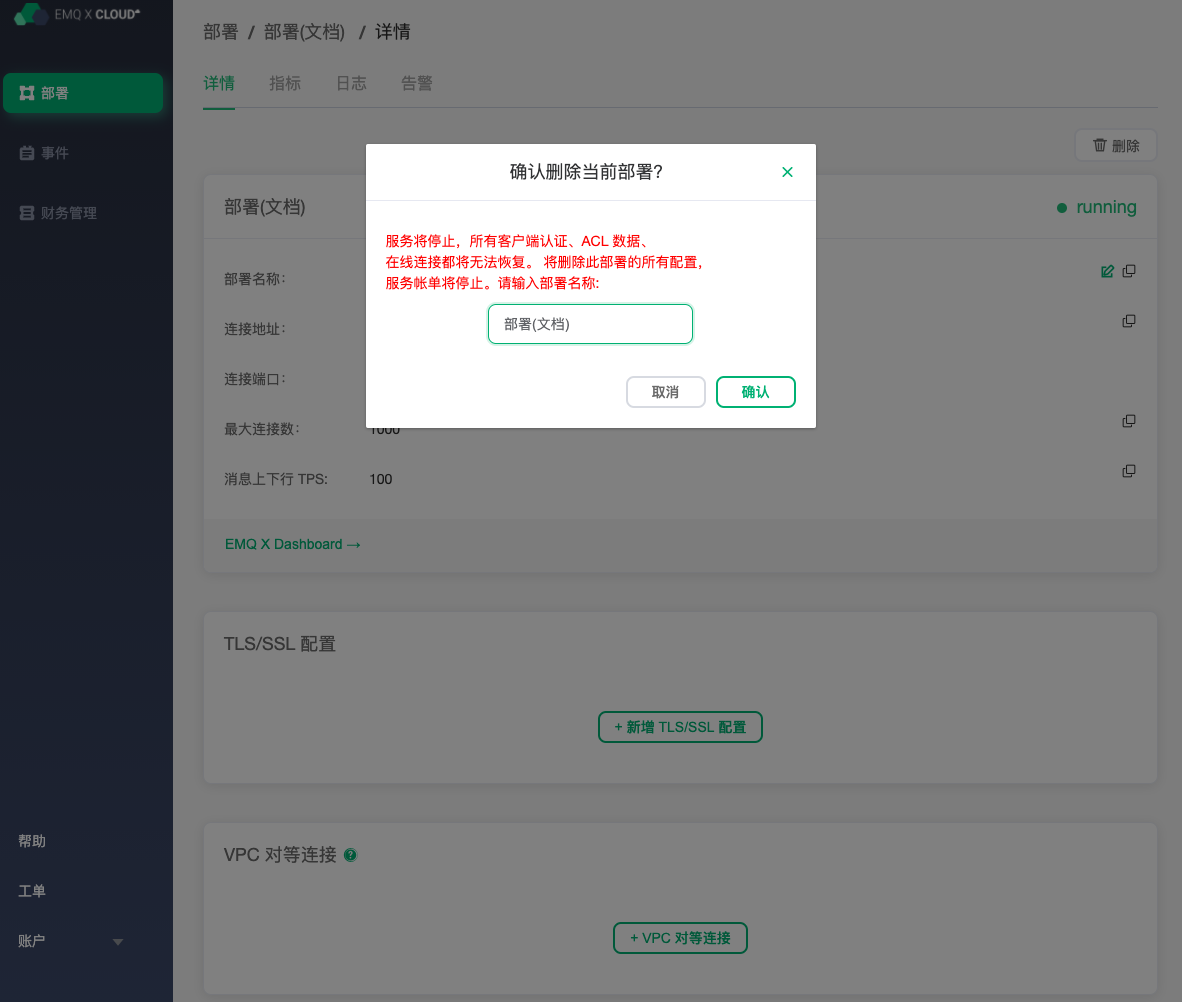 EMQ X CLOUD
部署 / 部署(文档) / 详情
详情 指标 日志 告警
部署
事件
财务管理
删除
确认删除当前部署?
部署(文档)
running
服务将停止，所有客户端认证、ACL 数据、
在线连接都将无法恢复。 将删除此部署的所有配置，
服务帐单将停止。请输入部署名称:
部署(文档)
取消
确认
部署名称:
连接地址:
连接端口:
最大连接数: 1000
消息上下行 TPS: 100
EMQ X Dashboard →
TLS/SSL 配置
+ 新增 TLS/SSL 配置
VPC 对等连接 ?
+ VPC 对等连接
帮助
工单
账户